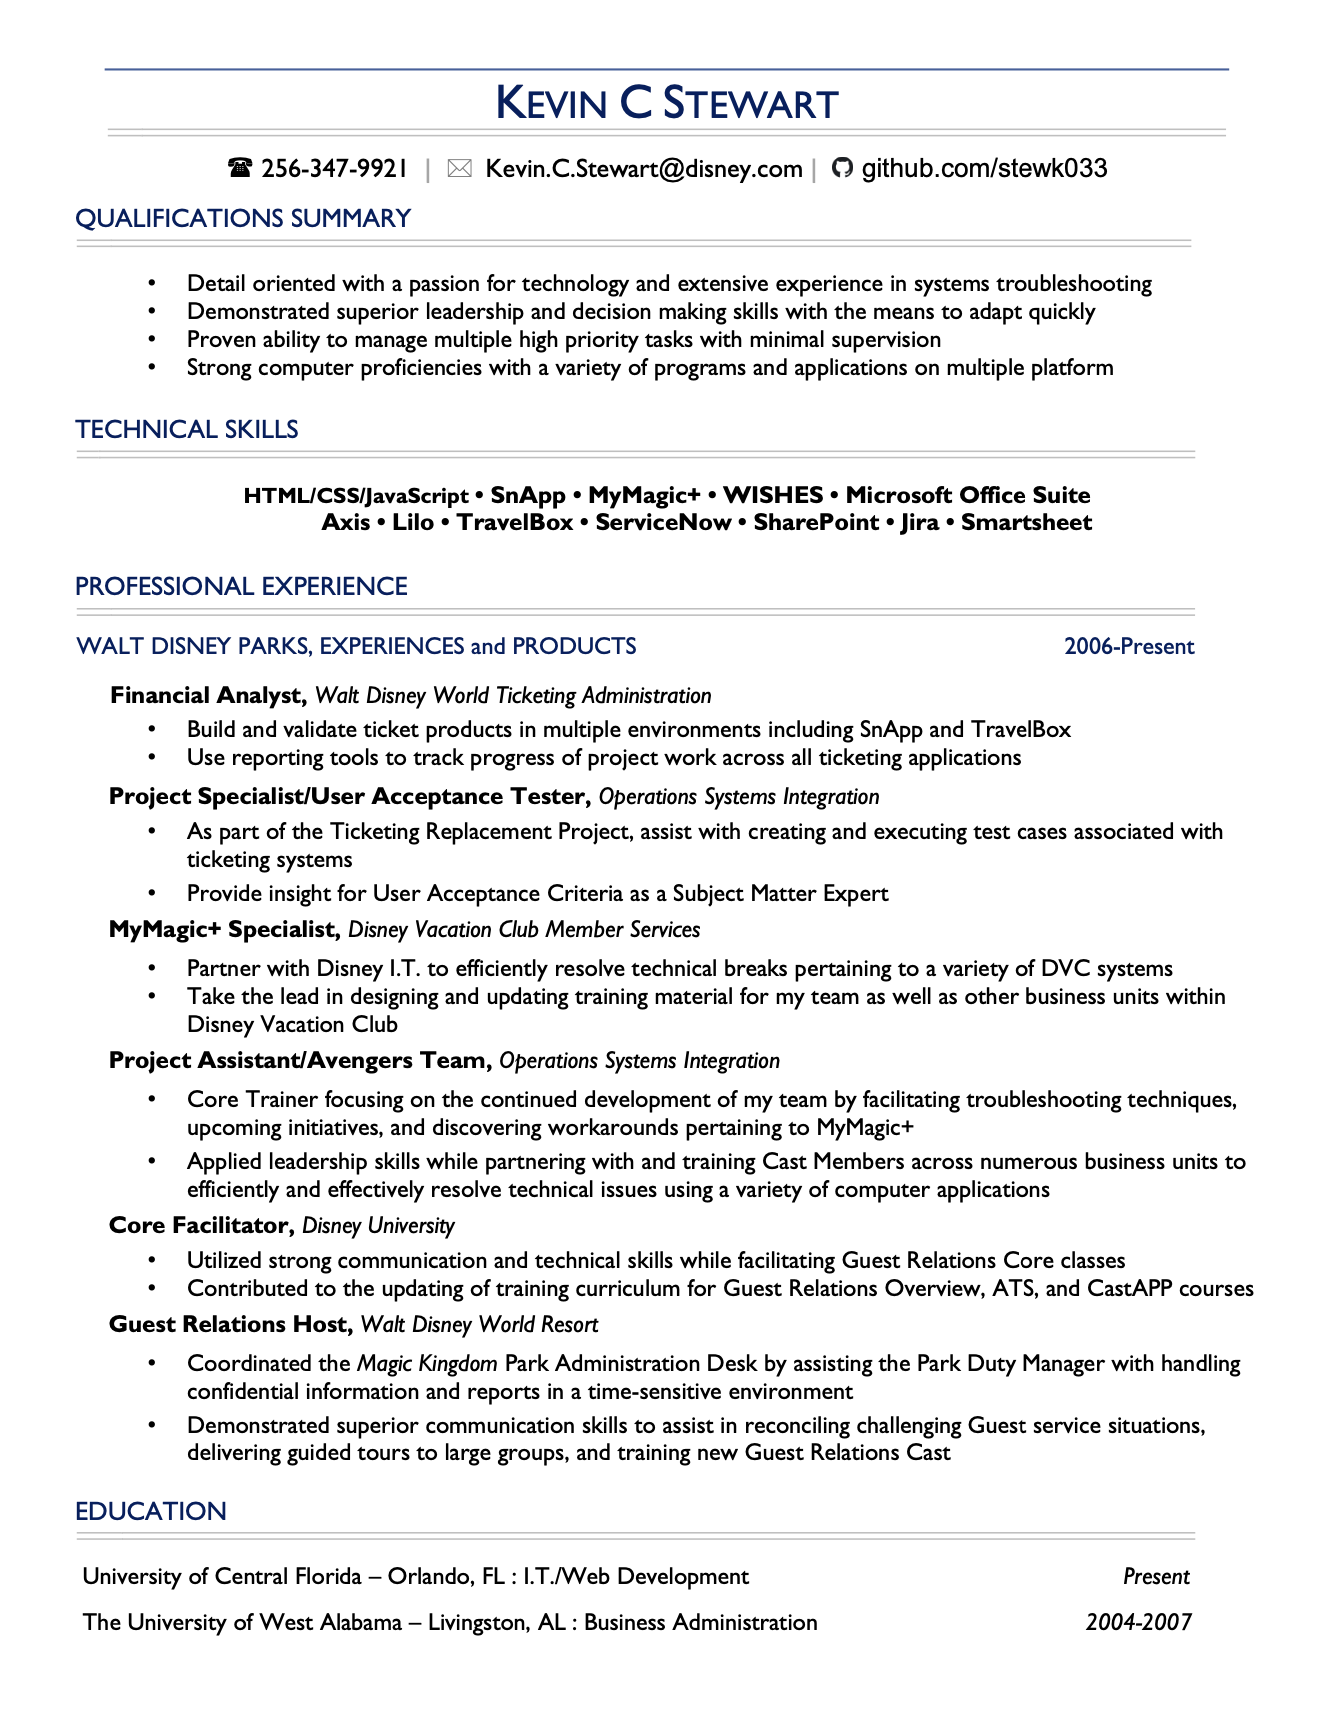 KEVIN C STEWART
256-347-9921 | Kevin.C.Stewart@disney.com | github.com/stewk033
QUALIFICATIONS SUMMARY
• Detail oriented with a passion for technology and extensive experience in systems troubleshooting
• Demonstrated superior leadership and decision making skills with the means to adapt quickly
• Proven ability to manage multiple high priority tasks with minimal supervision
• Strong computer proficiencies with a variety of programs and applications on multiple platform
TECHNICAL SKILLS
HTML/CSS/JavaScript • SnApp • MyMagic+ • WISHES • Microsoft Office Suite
Axis • Lilo • TravelBox • ServiceNow • SharePoint • Jira • Smartsheet
PROFESSIONAL EXPERIENCE
WALT DISNEY PARKS, EXPERIENCES and PRODUCTS 2006-Present
Financial Analyst, Walt Disney World Ticketing Administration
• Build and validate ticket products in multiple environments including SnApp and TravelBox
• Use reporting tools to track progress of project work across all ticketing applications
Project Specialist/User Acceptance Tester, Operations Systems Integration
• As part of the Ticketing Replacement Project, assist with creating and executing test cases associated with
ticketing systems
• Provide insight for User Acceptance Criteria as a Subject Matter Expert
MyMagic+ Specialist, Disney Vacation Club Member Services
• Partner with Disney I.T. to efficiently resolve technical breaks pertaining to a variety of DVC systems
• Take the lead in designing and updating training material for my team as well as other business units within
Disney Vacation Club
Project Assistant/Avengers Team, Operations Systems Integration
• Core Trainer focusing on the continued development of my team by facilitating troubleshooting techniques,
upcoming initiatives, and discovering workarounds pertaining to MyMagic+
• Applied leadership skills while partnering with and training Cast Members across numerous business units to
efficiently and effectively resolve technical issues using a variety of computer applications
Core Facilitator, Disney University
• Utilized strong communication and technical skills while facilitating Guest Relations Core classes
• Contributed to the updating of training curriculum for Guest Relations Overview, ATS, and CastAPP courses
Guest Relations Host, Walt Disney World Resort
• Coordinated the Magic Kingdom Park Administration Desk by assisting the Park Duty Manager with handling
confidential information and reports in a time-sensitive environment
• Demonstrated superior communication skills to assist in reconciling challenging Guest service situations,
delivering guided tours to large groups, and training new Guest Relations Cast
EDUCATION
University of Central Florida – Orlando, FL : I.T./Web Development Present
The University of West Alabama – Livingston, AL : Business Administration 2004-2007